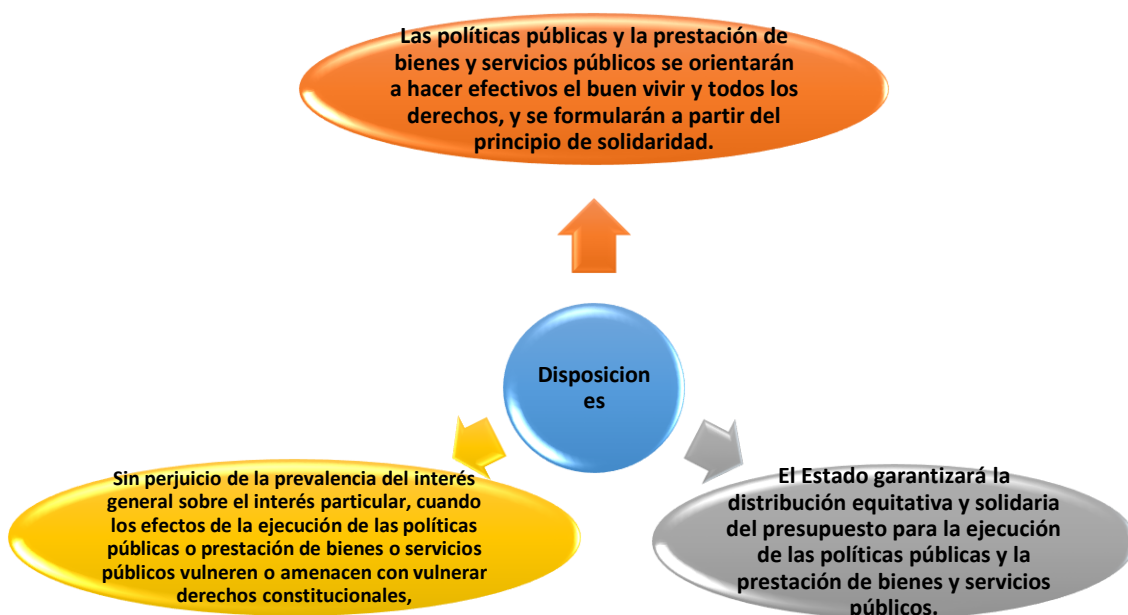 Las políticas públicas y la prestación de
bienes y servicios públicos se orientarán
a hacer efectivos el buen vivir y todos los
derechos, y se formularán a partir del
principio de solidaridad.
Disposicion
es
Sin perjuicio de la prevalencia del interés
general sobre el interés particular, cuando
los efectos de la ejecución de las políticas
públicas o prestación de bienes o servicios
públicos vulneren o amenacen con vulnerar
derechos constitucionales,
El Estado garantizará la
distribución equitativa y solidaria
del presupuesto para la ejecución
de las políticas públicas y la
prestación de bienes y servicios
públicos.